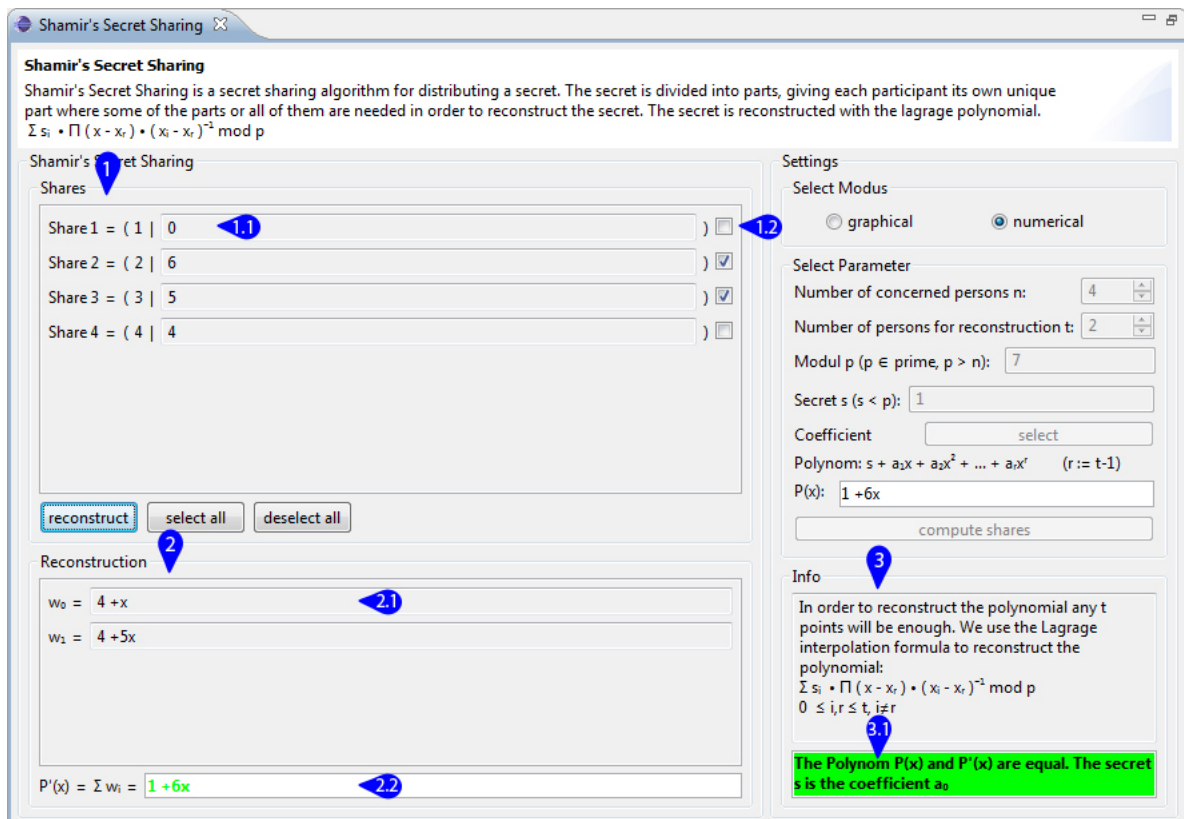 Shamir's Secret Sharing
Shamir's Secret Sharing
Shamir's Secret Sharing is a secret sharing algorithm for distributing a secret. The secret is divided into parts, giving each participant its own unique
part where some of the parts or all of them are needed in order to reconstruct the secret. The secret is reconstructed with the lagrage polynomial.
Σ sᵢ • Π ( x - xᵣ ) • ( xᵢ - xᵣ )⁻¹ mod p
Shamir's Secret Sharing
1
Shares
Share 1 = ( 1 | 0 )
1.1
1.2
Share 2 = ( 2 | 6 )
Share 3 = ( 3 | 5 )
Share 4 = ( 4 | 4 )
reconstruct select all deselect all
2
Reconstruction
w₀ = 4 +x
2.1
w₁ = 4 +5x
P'(x) = Σ wᵢ = 1 +6x
2.2
Settings
Select Modus
graphical numerical
Select Parameter
Number of concerned persons n: 4
Number of persons for reconstruction t: 2
Modul p (p ∈ prime, p > n): 7
Secret s (s < p): 1
Coefficient select
Polynom: s + a₁x + a₂x² + ... + aᵣxʳ (r := t-1)
P(x): 1 +6x
compute shares
3
Info
In order to reconstruct the polynomial any t
points will be enough. We use the Lagrage
interpolation formula to reconstruct the
polynomial:
Σ sᵢ • Π ( x - xᵣ ) • ( xᵢ - xᵣ )⁻¹ mod p
0 ≤ i,r ≤ t, i≠r
3.1
The Polynom P(x) and P'(x) are equal. The secret
s is the coefficient a₀